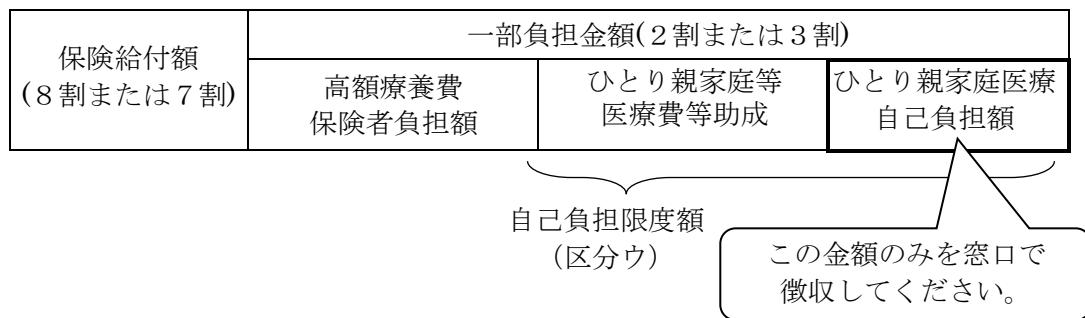 保険給付額
(８割または７割)
一部負担金額(２割または３割)
高額療養費
保険者負担額
ひとり親家庭等
医療費等助成
ひとり親家庭医療
自己負担額
自己負担限度額
（区分ウ）
この金額のみを窓口で
徴収してください。